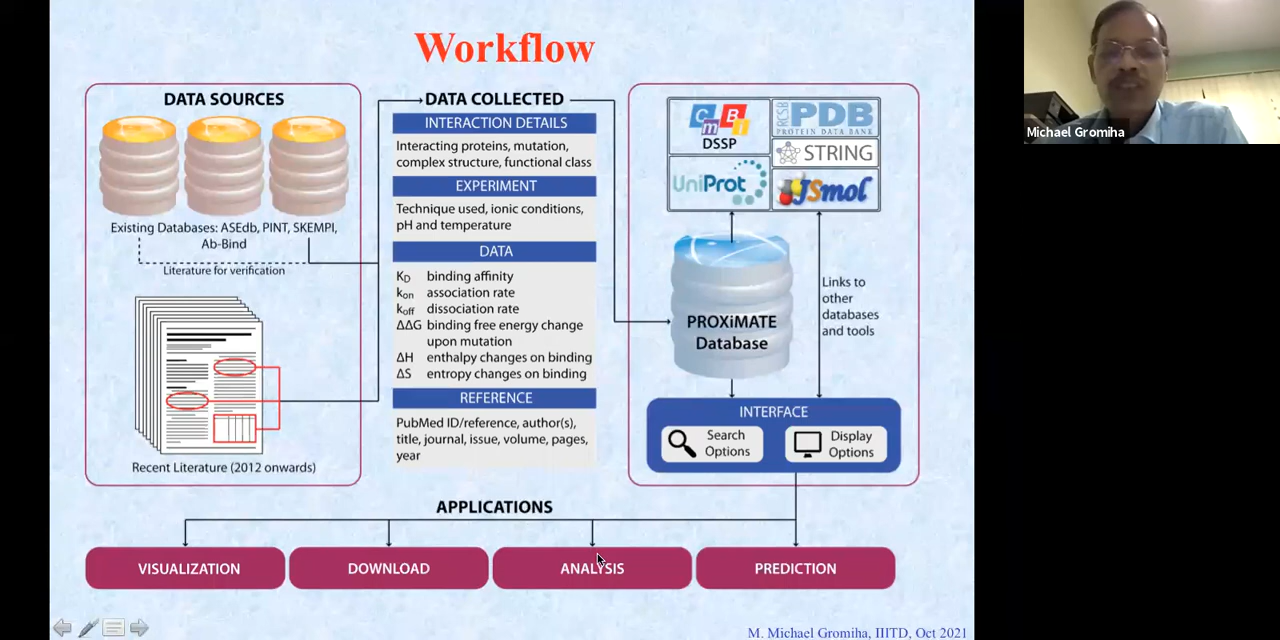 Workflow
DATA SOURCES
Existing Databases: ASEdb, PINT, SKEMPI,
Ab-Bind
Literature for verification
Recent Literature (2012 onwards)
DATA COLLECTED
INTERACTION DETAILS
Interacting proteins, mutation,
complex structure, functional class
EXPERIMENT
Technique used, ionic conditions,
pH and temperature
DATA
KD binding affinity
kon association rate
koff dissociation rate
ΔΔG binding free energy change
upon mutation
ΔH enthalpy changes on binding
ΔS entropy changes on binding
REFERENCE
PubMed ID/reference, author(s),
title, journal, issue, volume, pages,
year
CmBI
DSSP
RCSB PDB
PROTEIN DATA BANK
STRING
UniProt
JSmol
PROXiMATE
Database
Links to
other
databases
and tools
INTERFACE
Search
Options
Display
Options
APPLICATIONS
VISUALIZATION
DOWNLOAD
ANALYSIS
PREDICTION
M. Michael Gromiha, IIITD, Oct 2021
Michael Gromiha